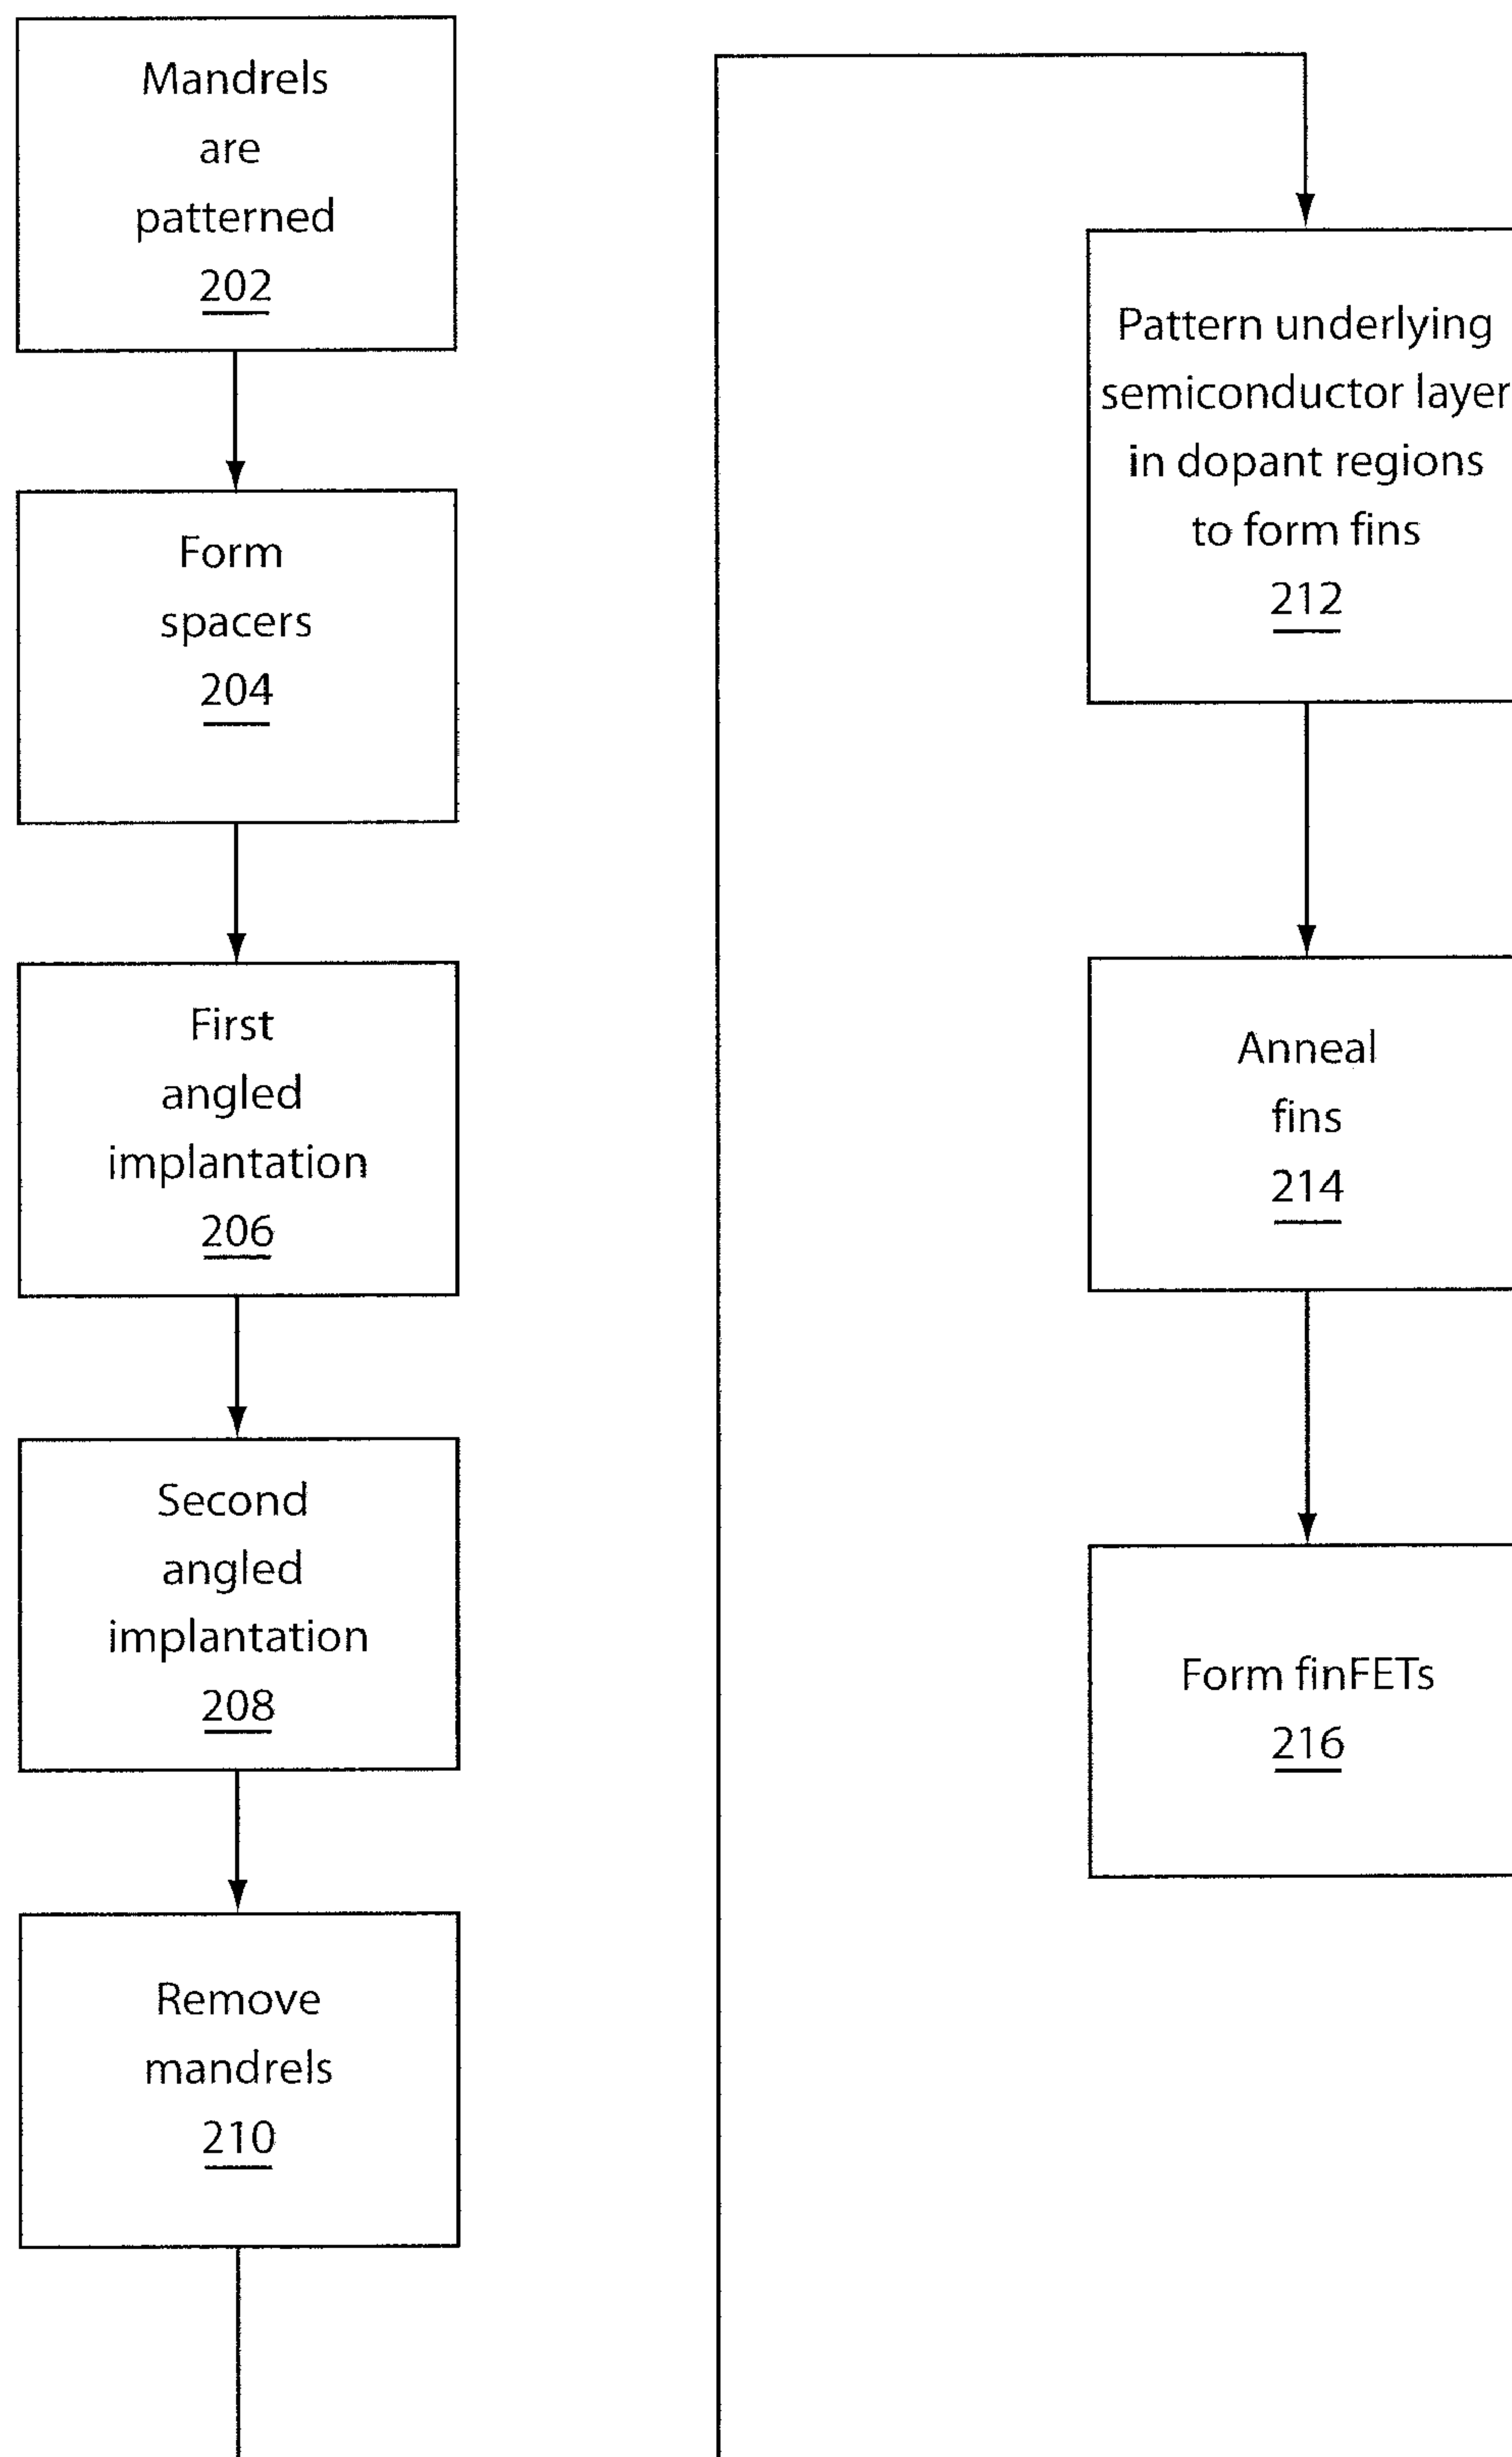 Mandrels
are
patterned
202
Form
spacers
204
First
angled
implantation
206
Second
angled
implantation
208
Remove
mandrels
210
Pattern underlying
semiconductor layer
in dopant regions
to form fins
212
Anneal
fins
214
Form finFETs
216